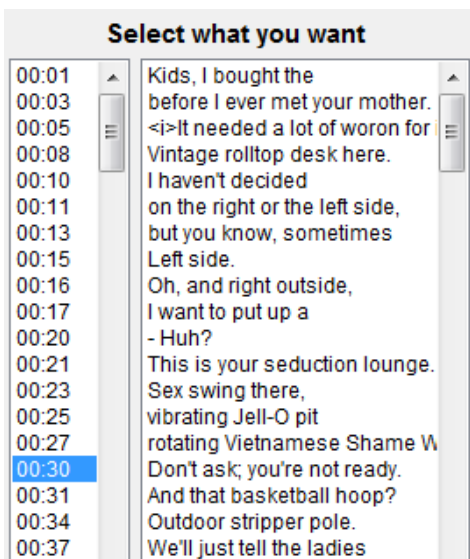 Select what you want
00:01 Kids, I bought the
00:03 before I ever met your mother.
00:05 <i>It needed a lot of woron for
00:08 Vintage rolltop desk here.
00:10 I haven't decided
00:11 on the right or the left side,
00:13 but you know, sometimes
00:15 Left side.
00:16 Oh, and right outside,
00:17 I want to put up a
00:20 - Huh?
00:21 This is your seduction lounge.
00:23 Sex swing there,
00:25 vibrating Jell-O pit
00:27 rotating Vietnamese Shame
00:30 Don't ask; you're not ready.
00:31 And that basketball hoop?
00:34 Outdoor stripper pole.
00:37 We'll just tell the ladies